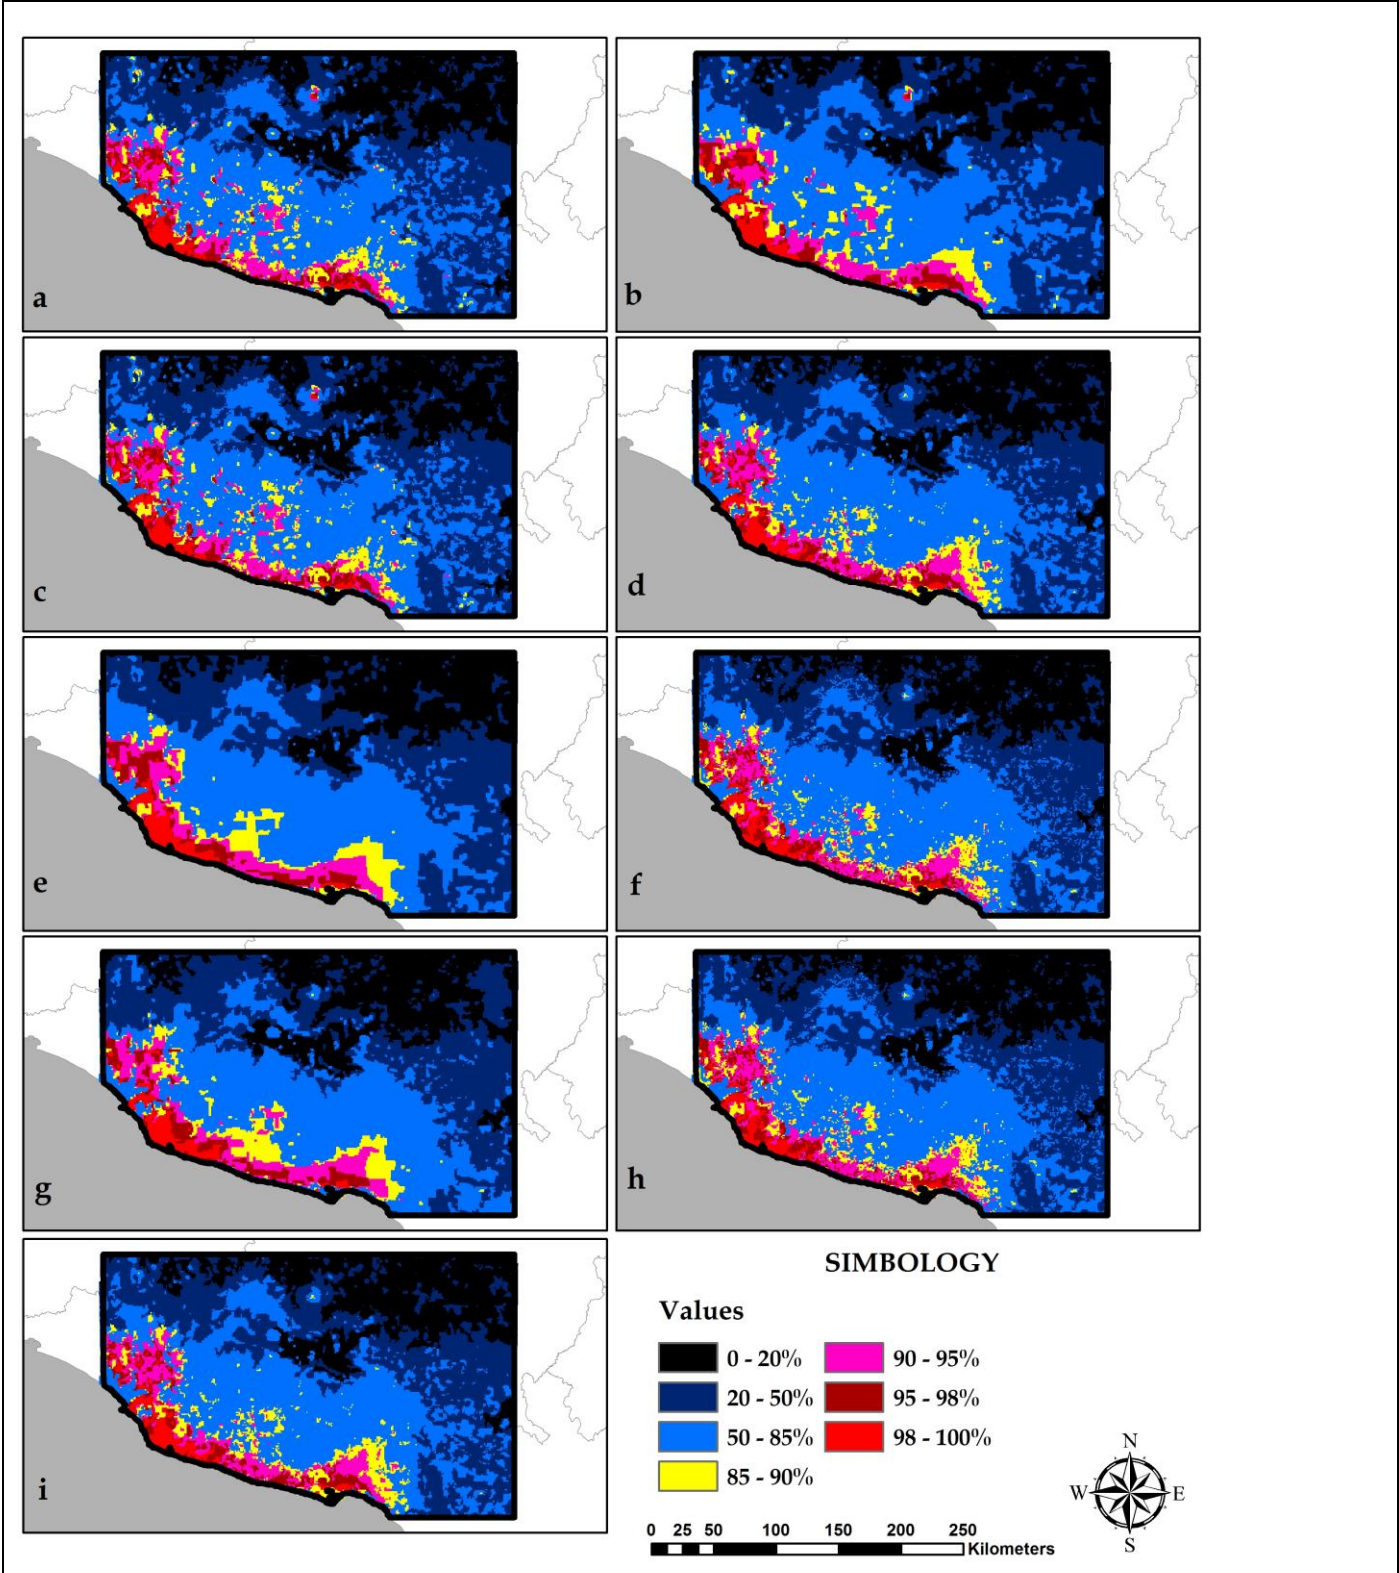 a
b
c
d
e
f
g
h
i
SIMBOLOGY
Values
0 - 20%
90 - 95%
20 - 50%
95 - 98%
50 - 85%
98 - 100%
85 - 90%
N
W E
S
0 25 50 100 150 200 250
Kilometers